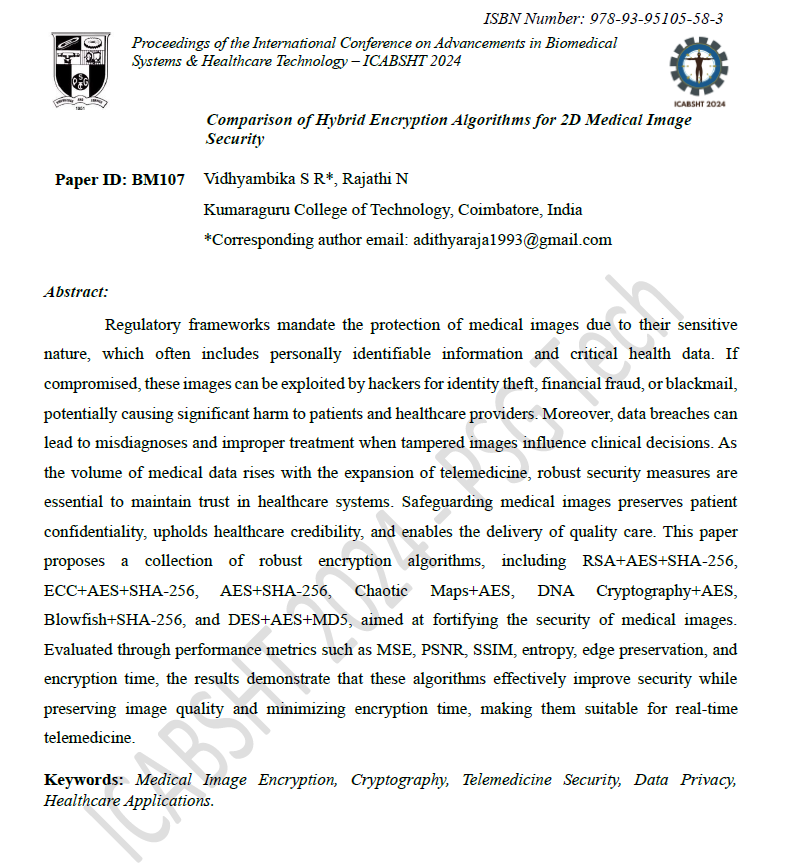 ISBN Number: 978-93-95105-58-3
Proceedings of the International Conference on Advancements in Biomedical
Systems & Healthcare Technology – ICABSHT 2024
ICABSHT 2024
Comparison of Hybrid Encryption Algorithms for 2D Medical Image
Security
Paper ID: BM107 Vidhyambika S R*, Rajathi N
Kumaraguru College of Technology, Coimbatore, India
*Corresponding author email: adithyaraja1993@gmail.com
Abstract:
Regulatory frameworks mandate the protection of medical images due to their sensitive
nature, which often includes personally identifiable information and critical health data. If
compromised, these images can be exploited by hackers for identity theft, financial fraud, or blackmail,
potentially causing significant harm to patients and healthcare providers. Moreover, data breaches can
lead to misdiagnoses and improper treatment when tampered images influence clinical decisions. As
the volume of medical data rises with the expansion of telemedicine, robust security measures are
essential to maintain trust in healthcare systems. Safeguarding medical images preserves patient
confidentiality, upholds healthcare credibility, and enables the delivery of quality care. This paper
proposes a collection of robust encryption algorithms, including RSA+AES+SHA-256,
ECC+AES+SHA-256, AES+SHA-256, Chaotic Maps+AES, DNA Cryptography+AES,
Blowfish+SHA-256, and DES+AES+MD5, aimed at fortifying the security of medical images.
Evaluated through performance metrics such as MSE, PSNR, SSIM, entropy, edge preservation, and
encryption time, the results demonstrate that these algorithms effectively improve security while
preserving image quality and minimizing encryption time, making them suitable for real-time
telemedicine.
Keywords: Medical Image Encryption, Cryptography, Telemedicine Security, Data Privacy,
Healthcare Applications.
ICABSHT 2024 - PSG Tech